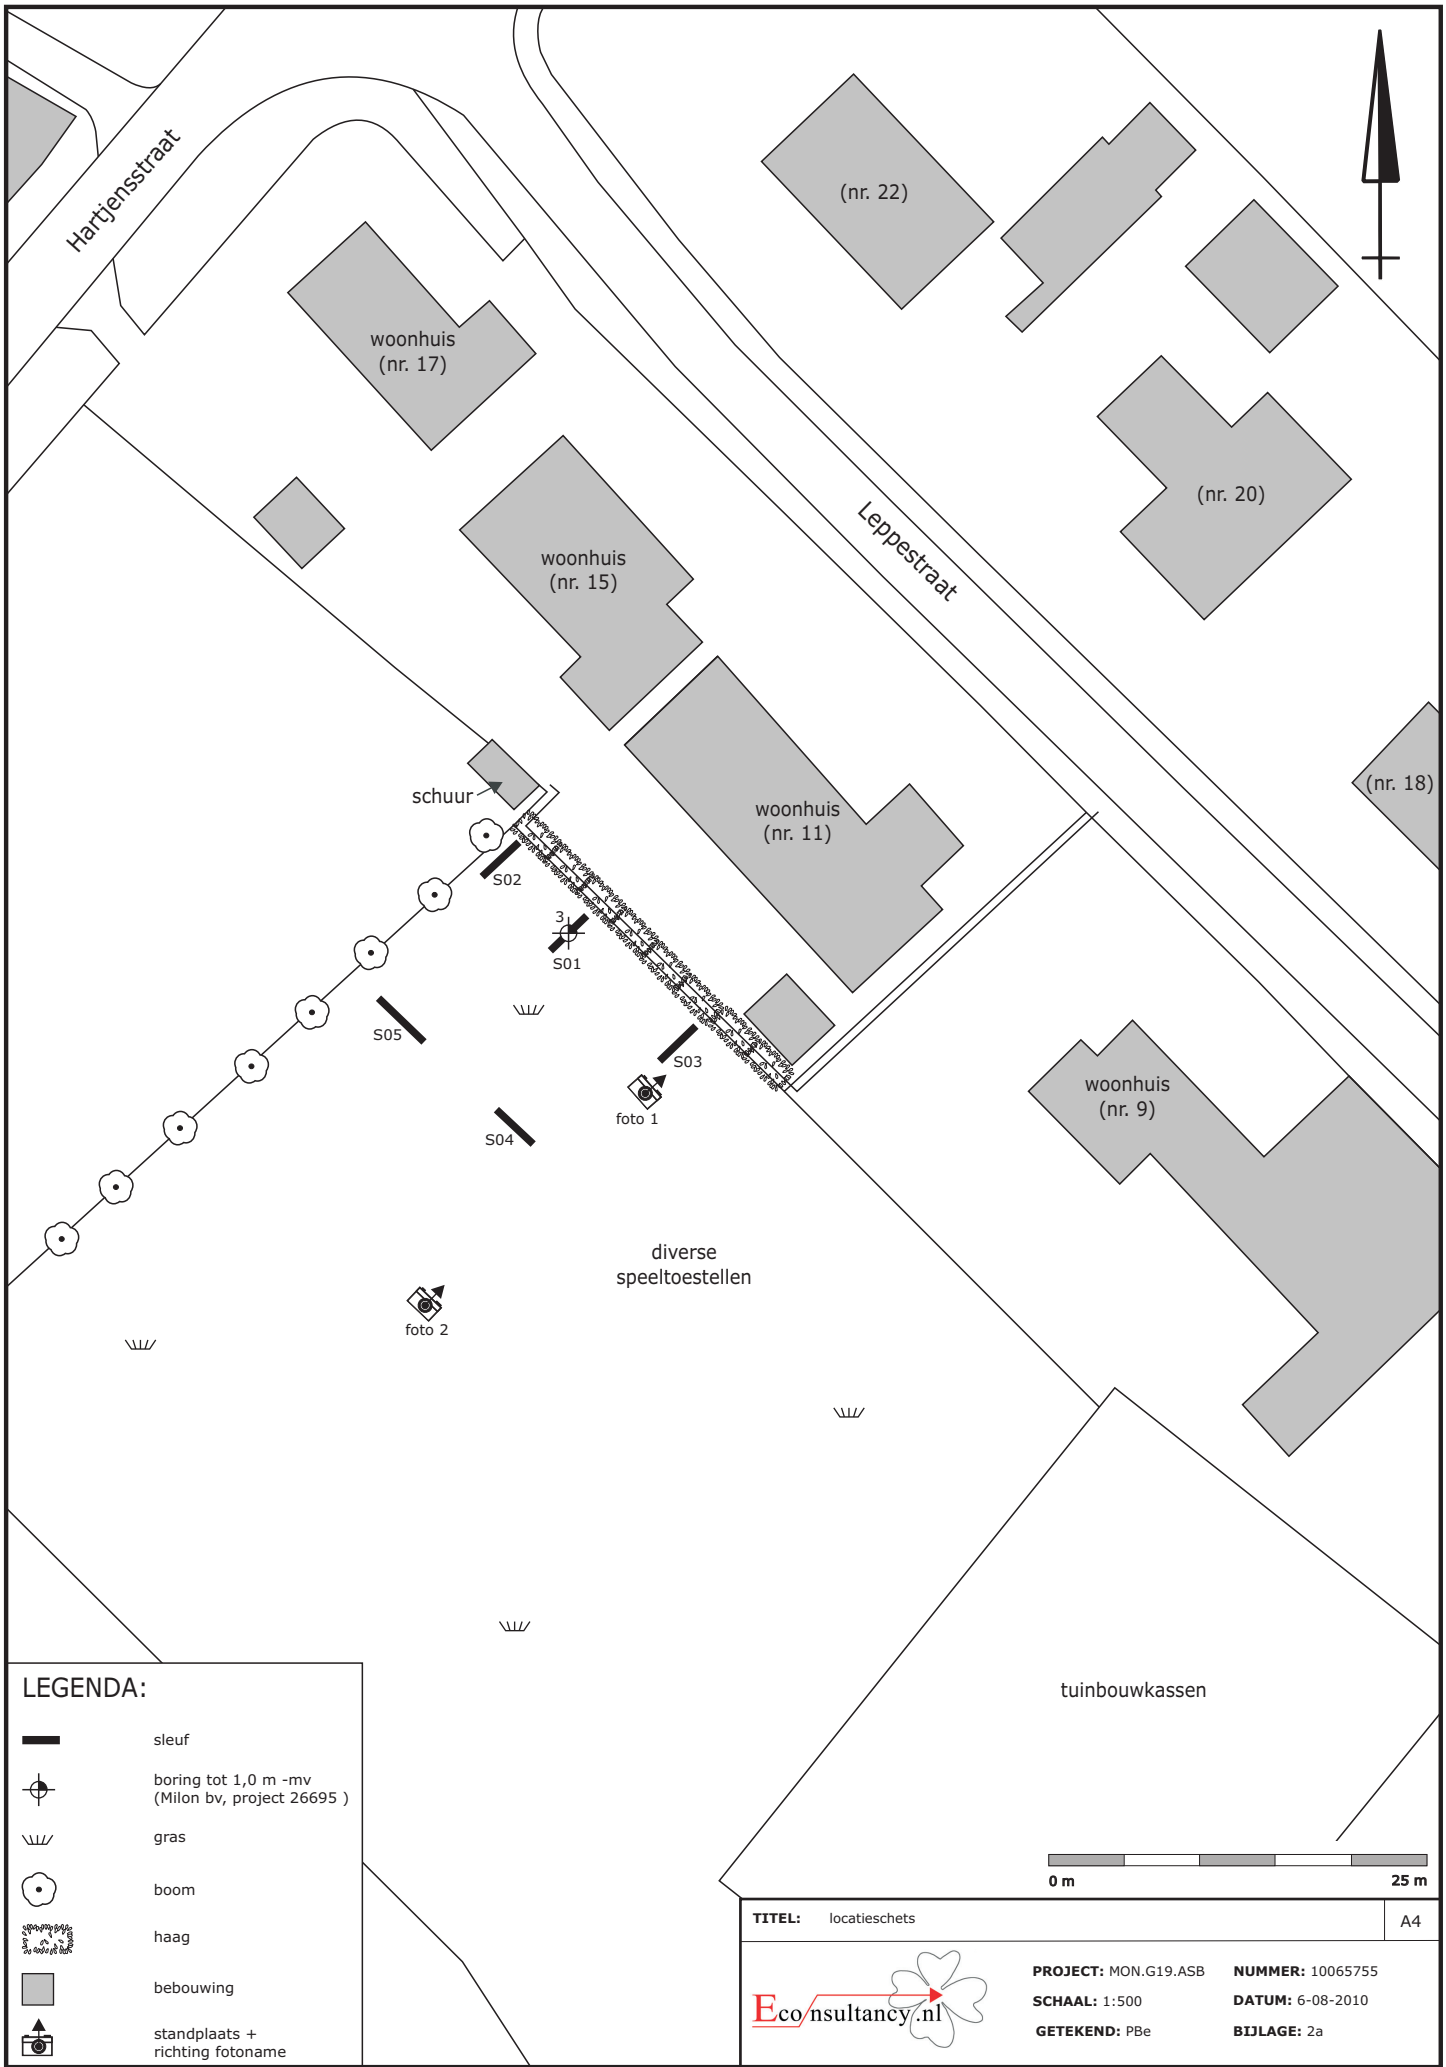 Hartjensstraat
(nr. 22)
woonhuis
(nr. 17)
(nr. 20)
Leppestraat
woonhuis
(nr. 15)
(nr. 18)
schuur
woonhuis
(nr. 11)
S02
3
S01
S05
S03
foto 1
S04
woonhuis
(nr. 9)
diverse
speeltoestellen
foto 2
tuinbouwkassen
LEGENDA:
sleuf
boring tot 1,0 m -mv
(Milon bv, project 26695 )
gras
boom
haag
bebouwing
standplaats +
richting fotoname
0 m 25 m
TITEL: locatieschets A4
Econsultancy.nl
PROJECT: MON.G19.ASB NUMMER: 10065755
SCHAAL: 1:500 DATUM: 6-08-2010
GETEKEND: PBe BIJLAGE: 2a